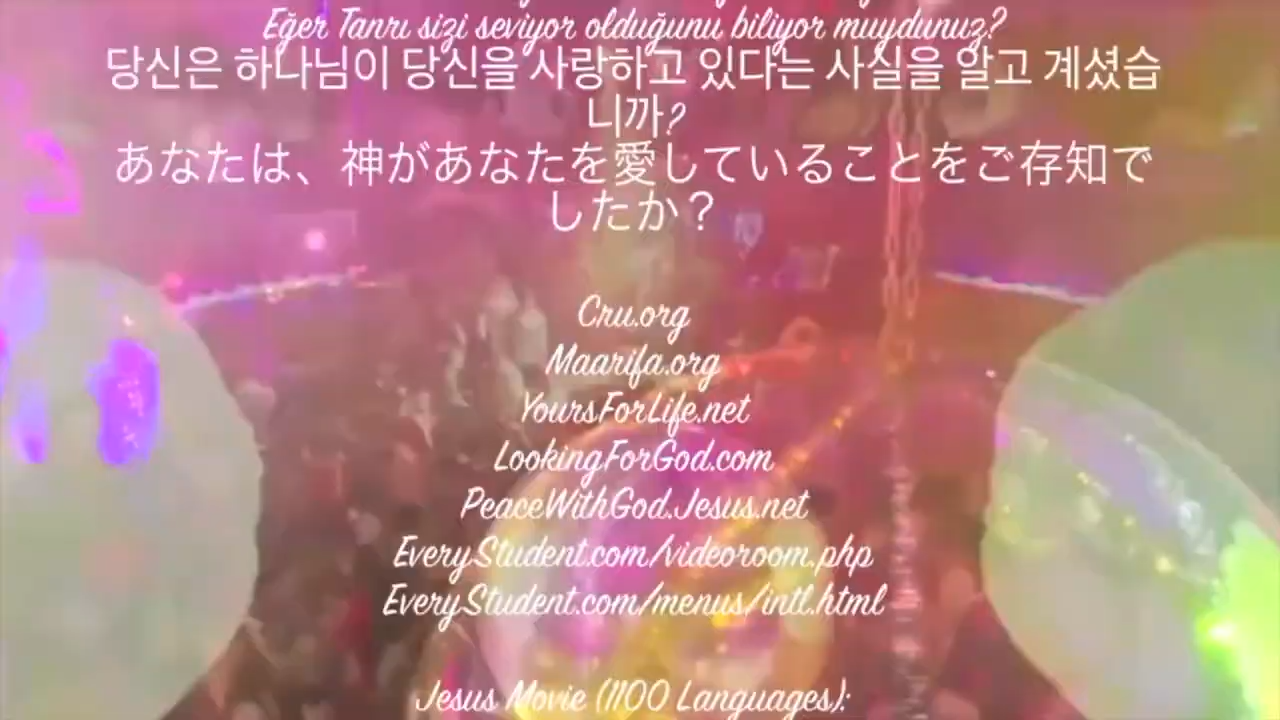 Eğer Tanrı sizi seviyor olduğunu biliyor muydunuz?
당신은 하나님이 당신을 사랑하고 있다는 사실을 알고 계셨습
니까?
あなたは、神があなたを愛していることをご存知で
したか？
Cru.org
Maarifa.org
YoursForLife.net
LookingForGod.com
PeaceWithGod.Jesus.net
EveryStudent.com/videoroom.php
EveryStudent.com/menus/intl.html
Jesus Movie (1100 Languages):